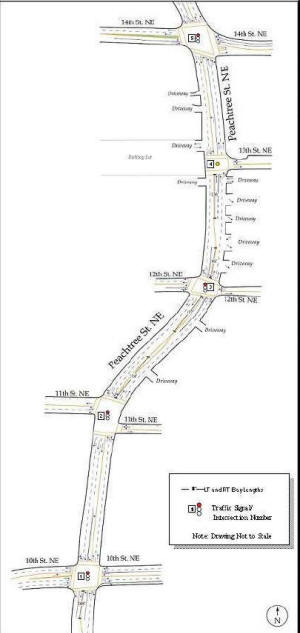 14th St. NE
14th St. NE
5
Peachtree St. NE
Driveway
Driveway
Driveway
13th St. NE
Parking Lot
4
Driveway
Driveway
Driveway
Driveway
Driveway
Driveway
12th St. NE
3
12th St. NE
Peachtree St. NE
Driveway
Driveway
11th St. NE
2
11th St. NE
LT and RT Bay Lengths
5
Traffic Signal/
Intersection Number
Note: Drawing Not to Scale
10th St. NE
10th St. NE
1
N